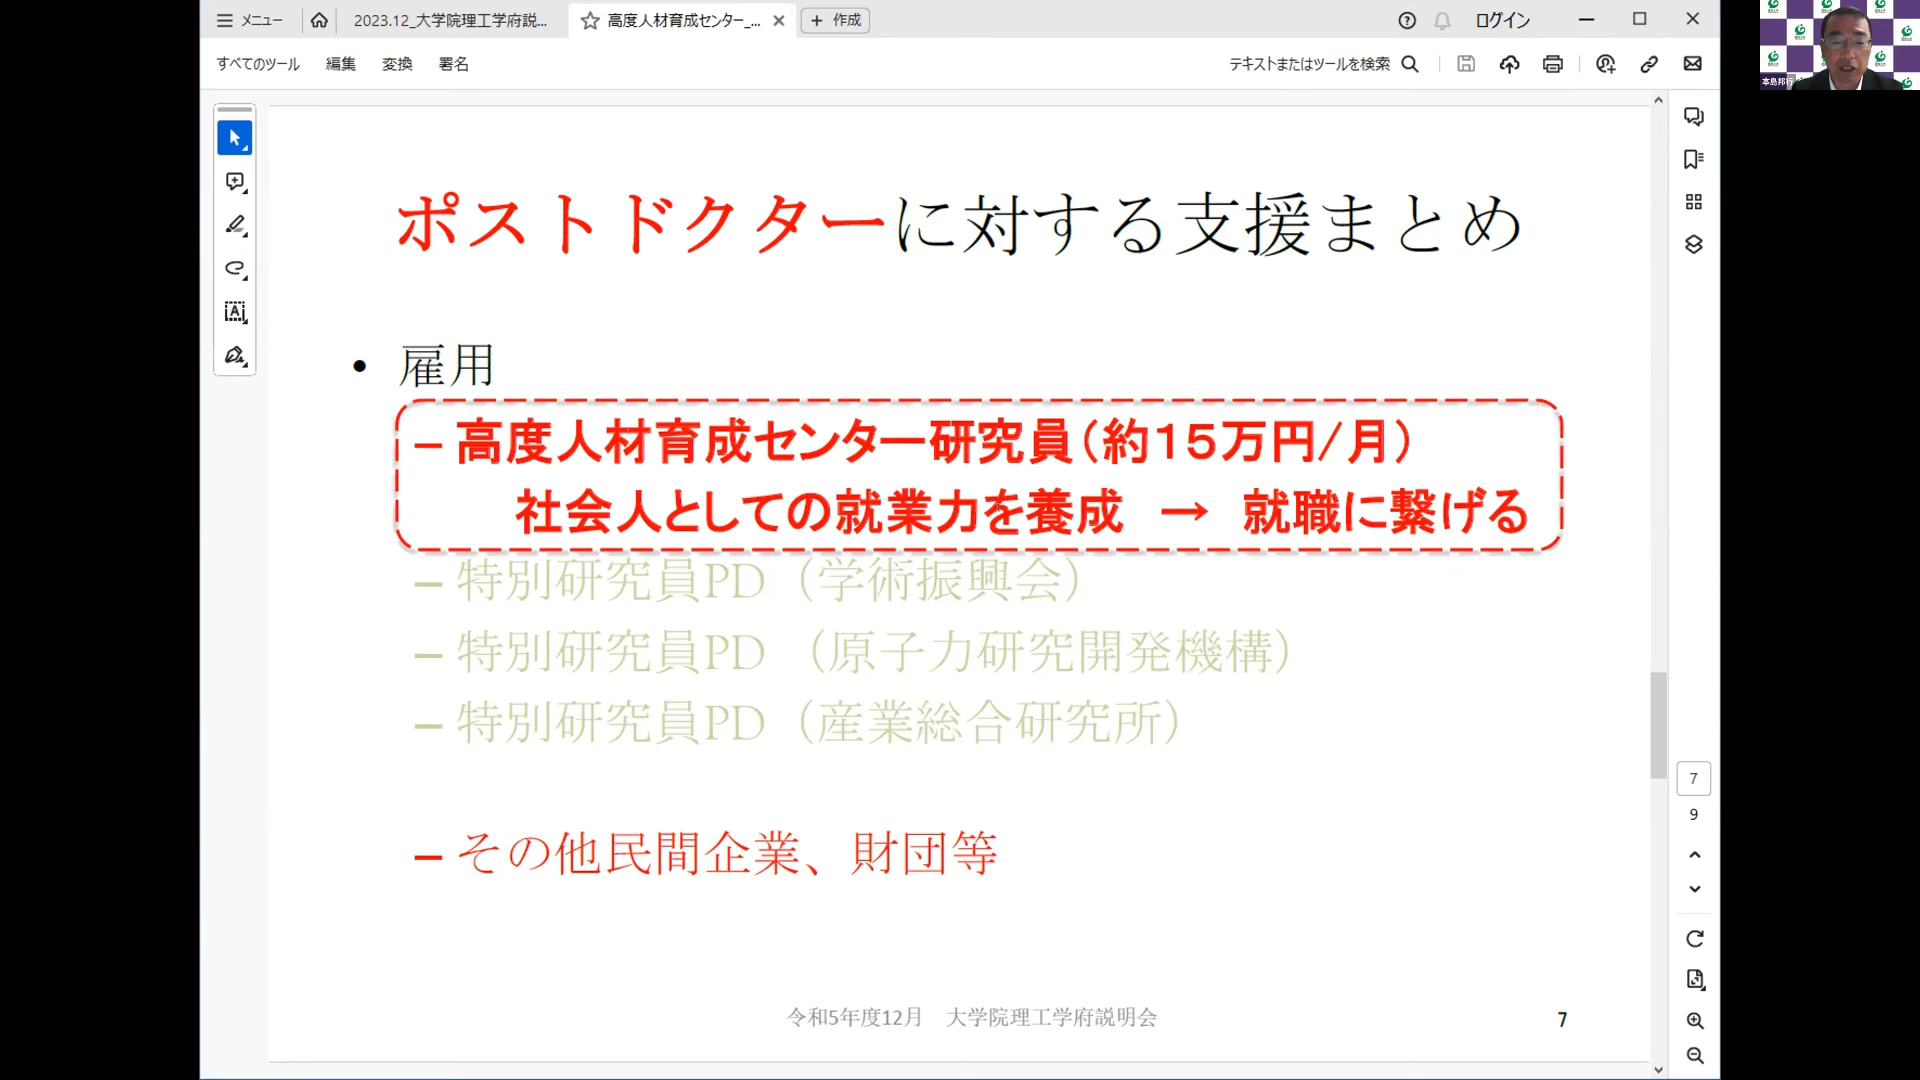 メニュー
2023.12_大学院理工学府説...
高度人材育成センター_...
作成
ログイン
すべてのツール
編集
変換
署名
テキストまたはツールを検索
本島邦行
ポストドクターに対する支援まとめ
• 雇用
– 高度人材育成センター研究員（約１５万円/月）
社会人としての就業力を養成 → 就職に繋げる
– 特別研究員PD（学術振興会）
– 特別研究員PD （原子力研究開発機構）
– 特別研究員PD（産業総合研究所）
– その他民間企業、財団等
7
9
令和5年度12月 大学院理工学府説明会
7